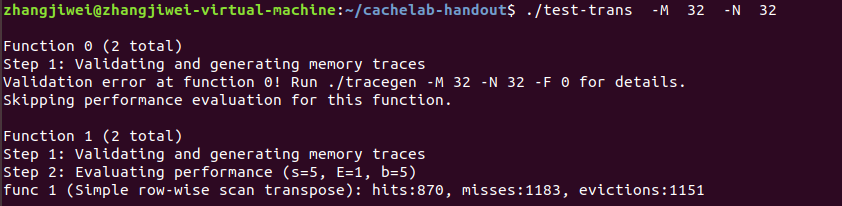 zhangjiwei@zhangjiwei-virtual-machine:~/cachelab-handout$ ./test-trans  -M  32  -N  32
Function 0 (2 total)
Step 1: Validating and generating memory traces
Validation error at function 0! Run ./tracegen -M 32 -N 32 -F 0 for details.
Skipping performance evaluation for this function.
Function 1 (2 total)
Step 1: Validating and generating memory traces
Step 2: Evaluating performance (s=5, E=1, b=5)
func 1 (Simple row-wise scan transpose): hits:870, misses:1183, evictions:1151